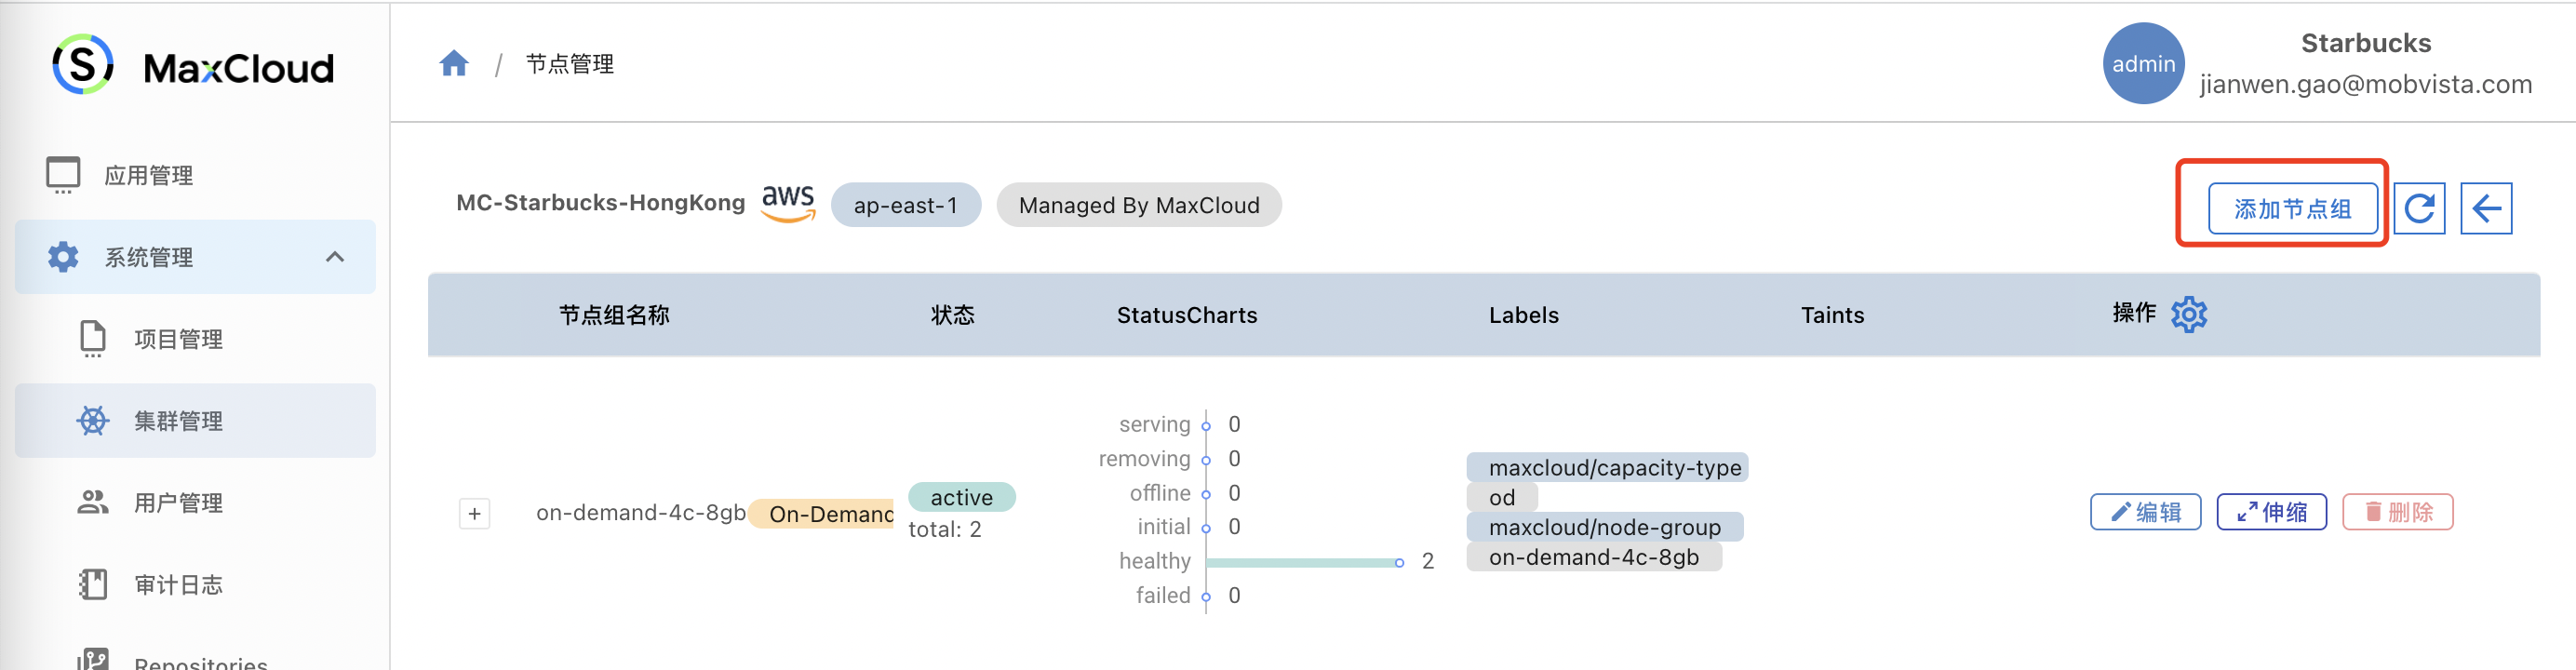 S MaxCloud
/ 节点管理
admin
Starbucks
jianwen.gao@mobvista.com
应用管理
系统管理
项目管理
集群管理
用户管理
审计日志
Repositories
MC-Starbucks-HongKong
aws
ap-east-1
Managed By MaxCloud
添加节点组
节点组名称 状态 StatusCharts Labels Taints 操作
+ on-demand-4c-8gb On-Demand
active
total: 2
serving 0
removing 0
offline 0
initial 0
healthy 2
failed 0
maxcloud/capacity-type
od
maxcloud/node-group
on-demand-4c-8gb
编辑 伸缩 删除